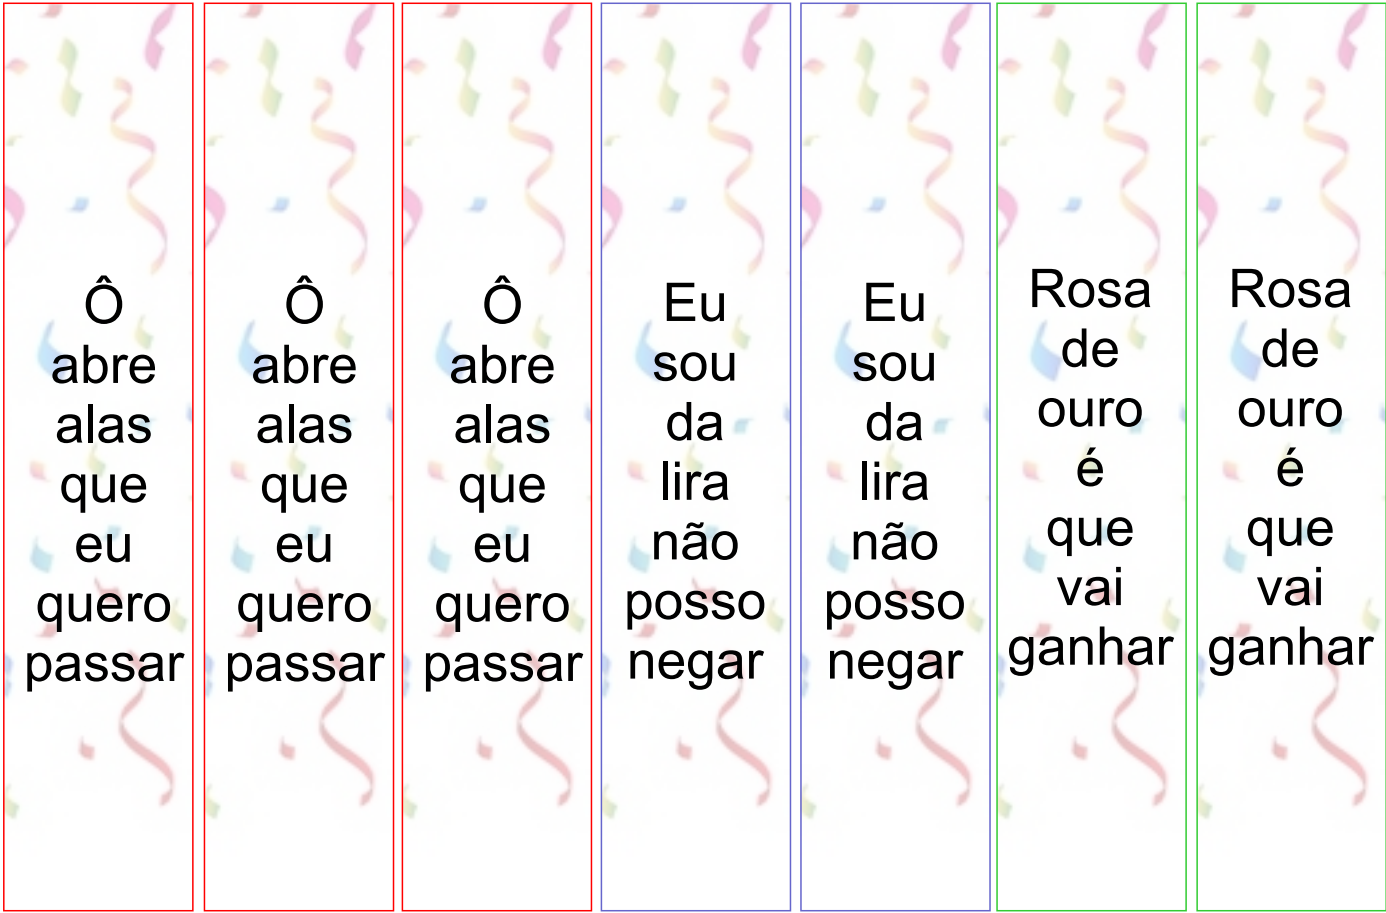 Ô
abre
alas
que
eu
quero
passar
Ô
abre
alas
que
eu
quero
passar
Ô
abre
alas
que
eu
quero
passar
Eu
sou
da
lira
não
posso
negar
Eu
sou
da
lira
não
posso
negar
Rosa
de
ouro
é
que
vai
ganhar
Rosa
de
ouro
é
que
vai
ganhar